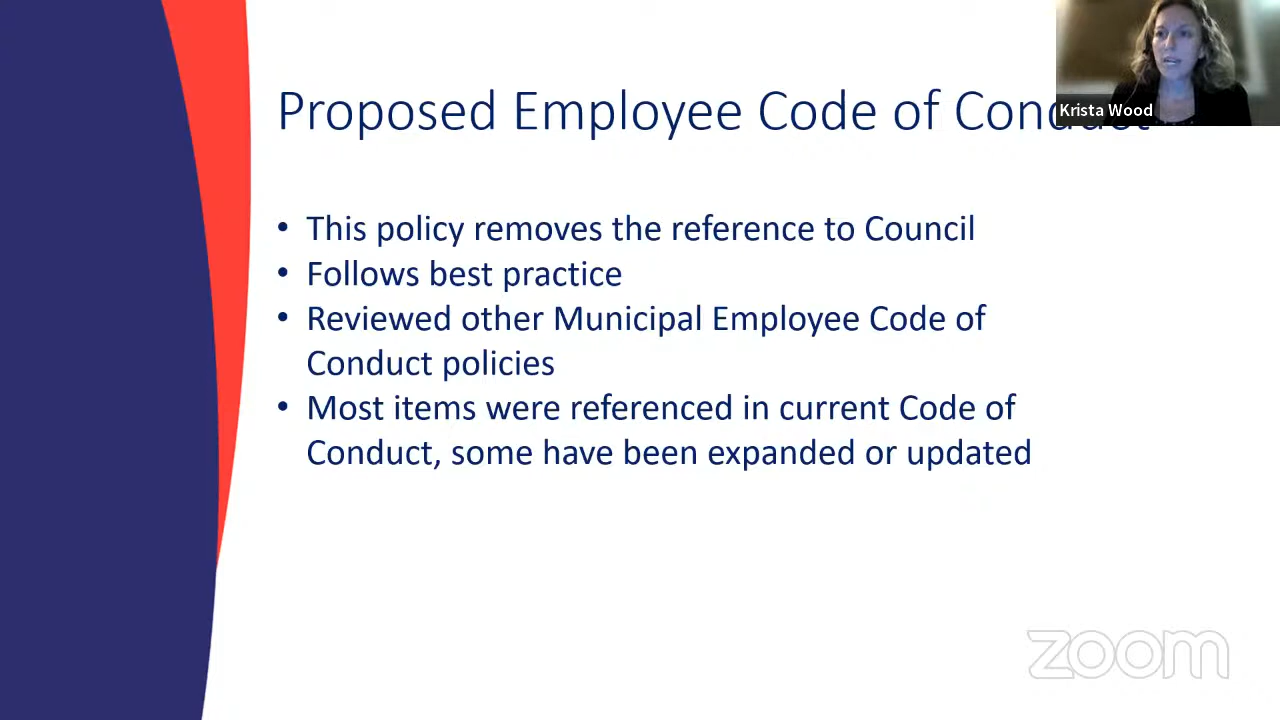 Proposed Employee Code of Conduct
Krista Wood
• This policy removes the reference to Council
• Follows best practice
• Reviewed other Municipal Employee Code of
Conduct policies
• Most items were referenced in current Code of
Conduct, some have been expanded or updated
zoom